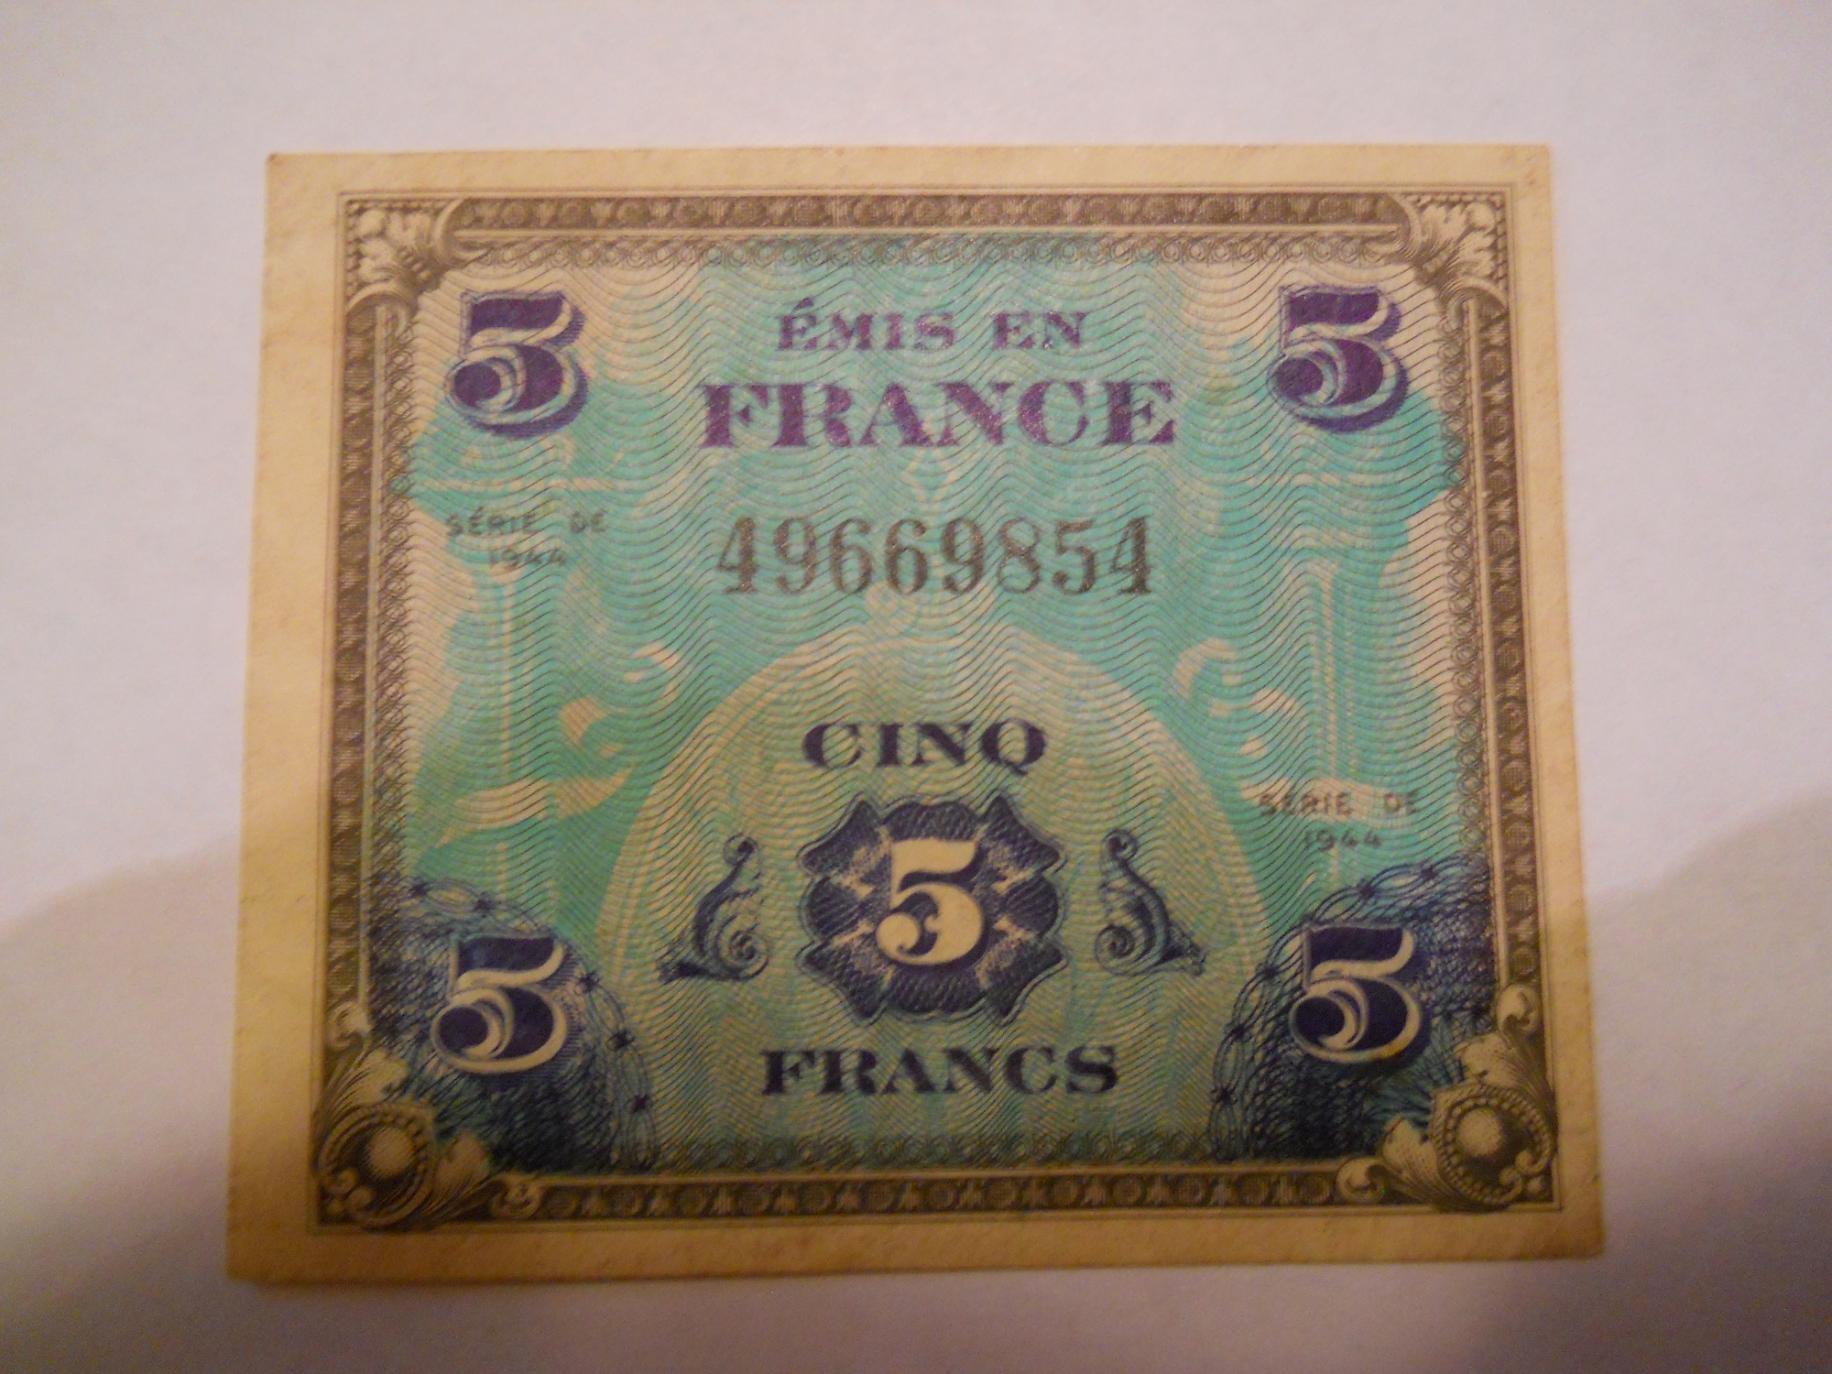 5 5
ÉMIS EN
FRANCE
SÉRIE DE
1944
49669854
CINQ
SÉRIE DE
1944
5
5 5
FRANCS